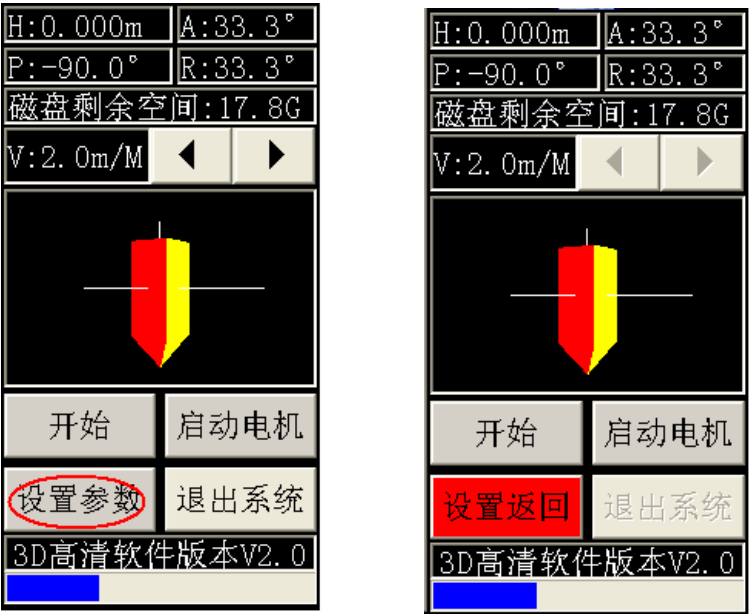 H:0.000m A:33.3°
P:-90.0° R:33.3°
磁盘剩余空间:17.8G
V:2.0m/M
开始 启动电机
设置参数 退出系统
3D高清软件版本V2.0
H:0.000m A:33.3°
P:-90.0° R:33.3°
磁盘剩余空间:17.8G
V:2.0m/M
开始 启动电机
设置返回 退出系统
3D高清软件版本V2.0